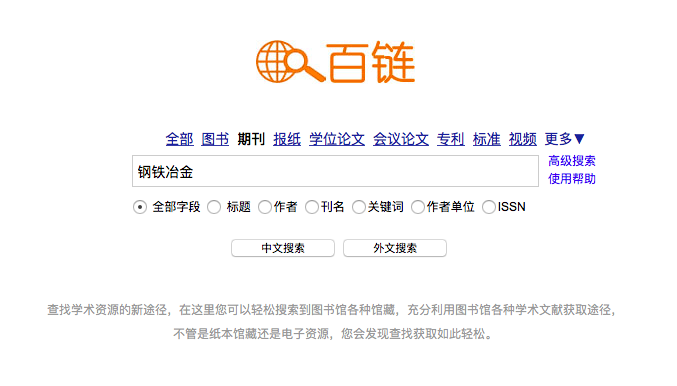 百链
全部 图书 期刊 报纸 学位论文 会议论文 专利 标准 视频 更多▼
钢铁冶金
高级搜索
使用帮助
全部字段 标题 作者 刊名 关键词 作者单位 ISSN
中文搜索 外文搜索
查找学术资源的新途径，在这里您可以轻松搜索到图书馆各种馆藏，充分利用图书馆各种学术文献获取途径，
不管是纸本馆藏还是电子资源，您会发现查找获取如此轻松。